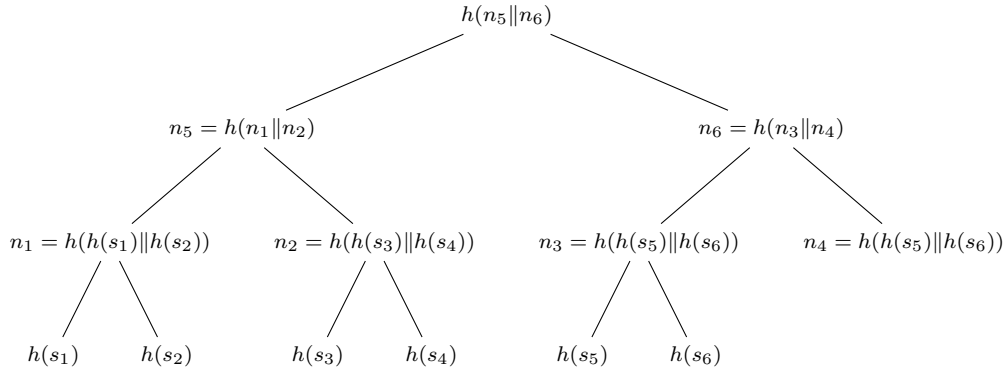 h(n₅∥n₆)
n₅ = h(n₁∥n₂) n₆ = h(n₃∥n₄)
n₁ = h(h(s₁)∥h(s₂)) n₂ = h(h(s₃)∥h(s₄)) n₃ = h(h(s₅)∥h(s₆)) n₄ = h(h(s₅)∥h(s₆))
h(s₁) h(s₂) h(s₃) h(s₄) h(s₅) h(s₆)